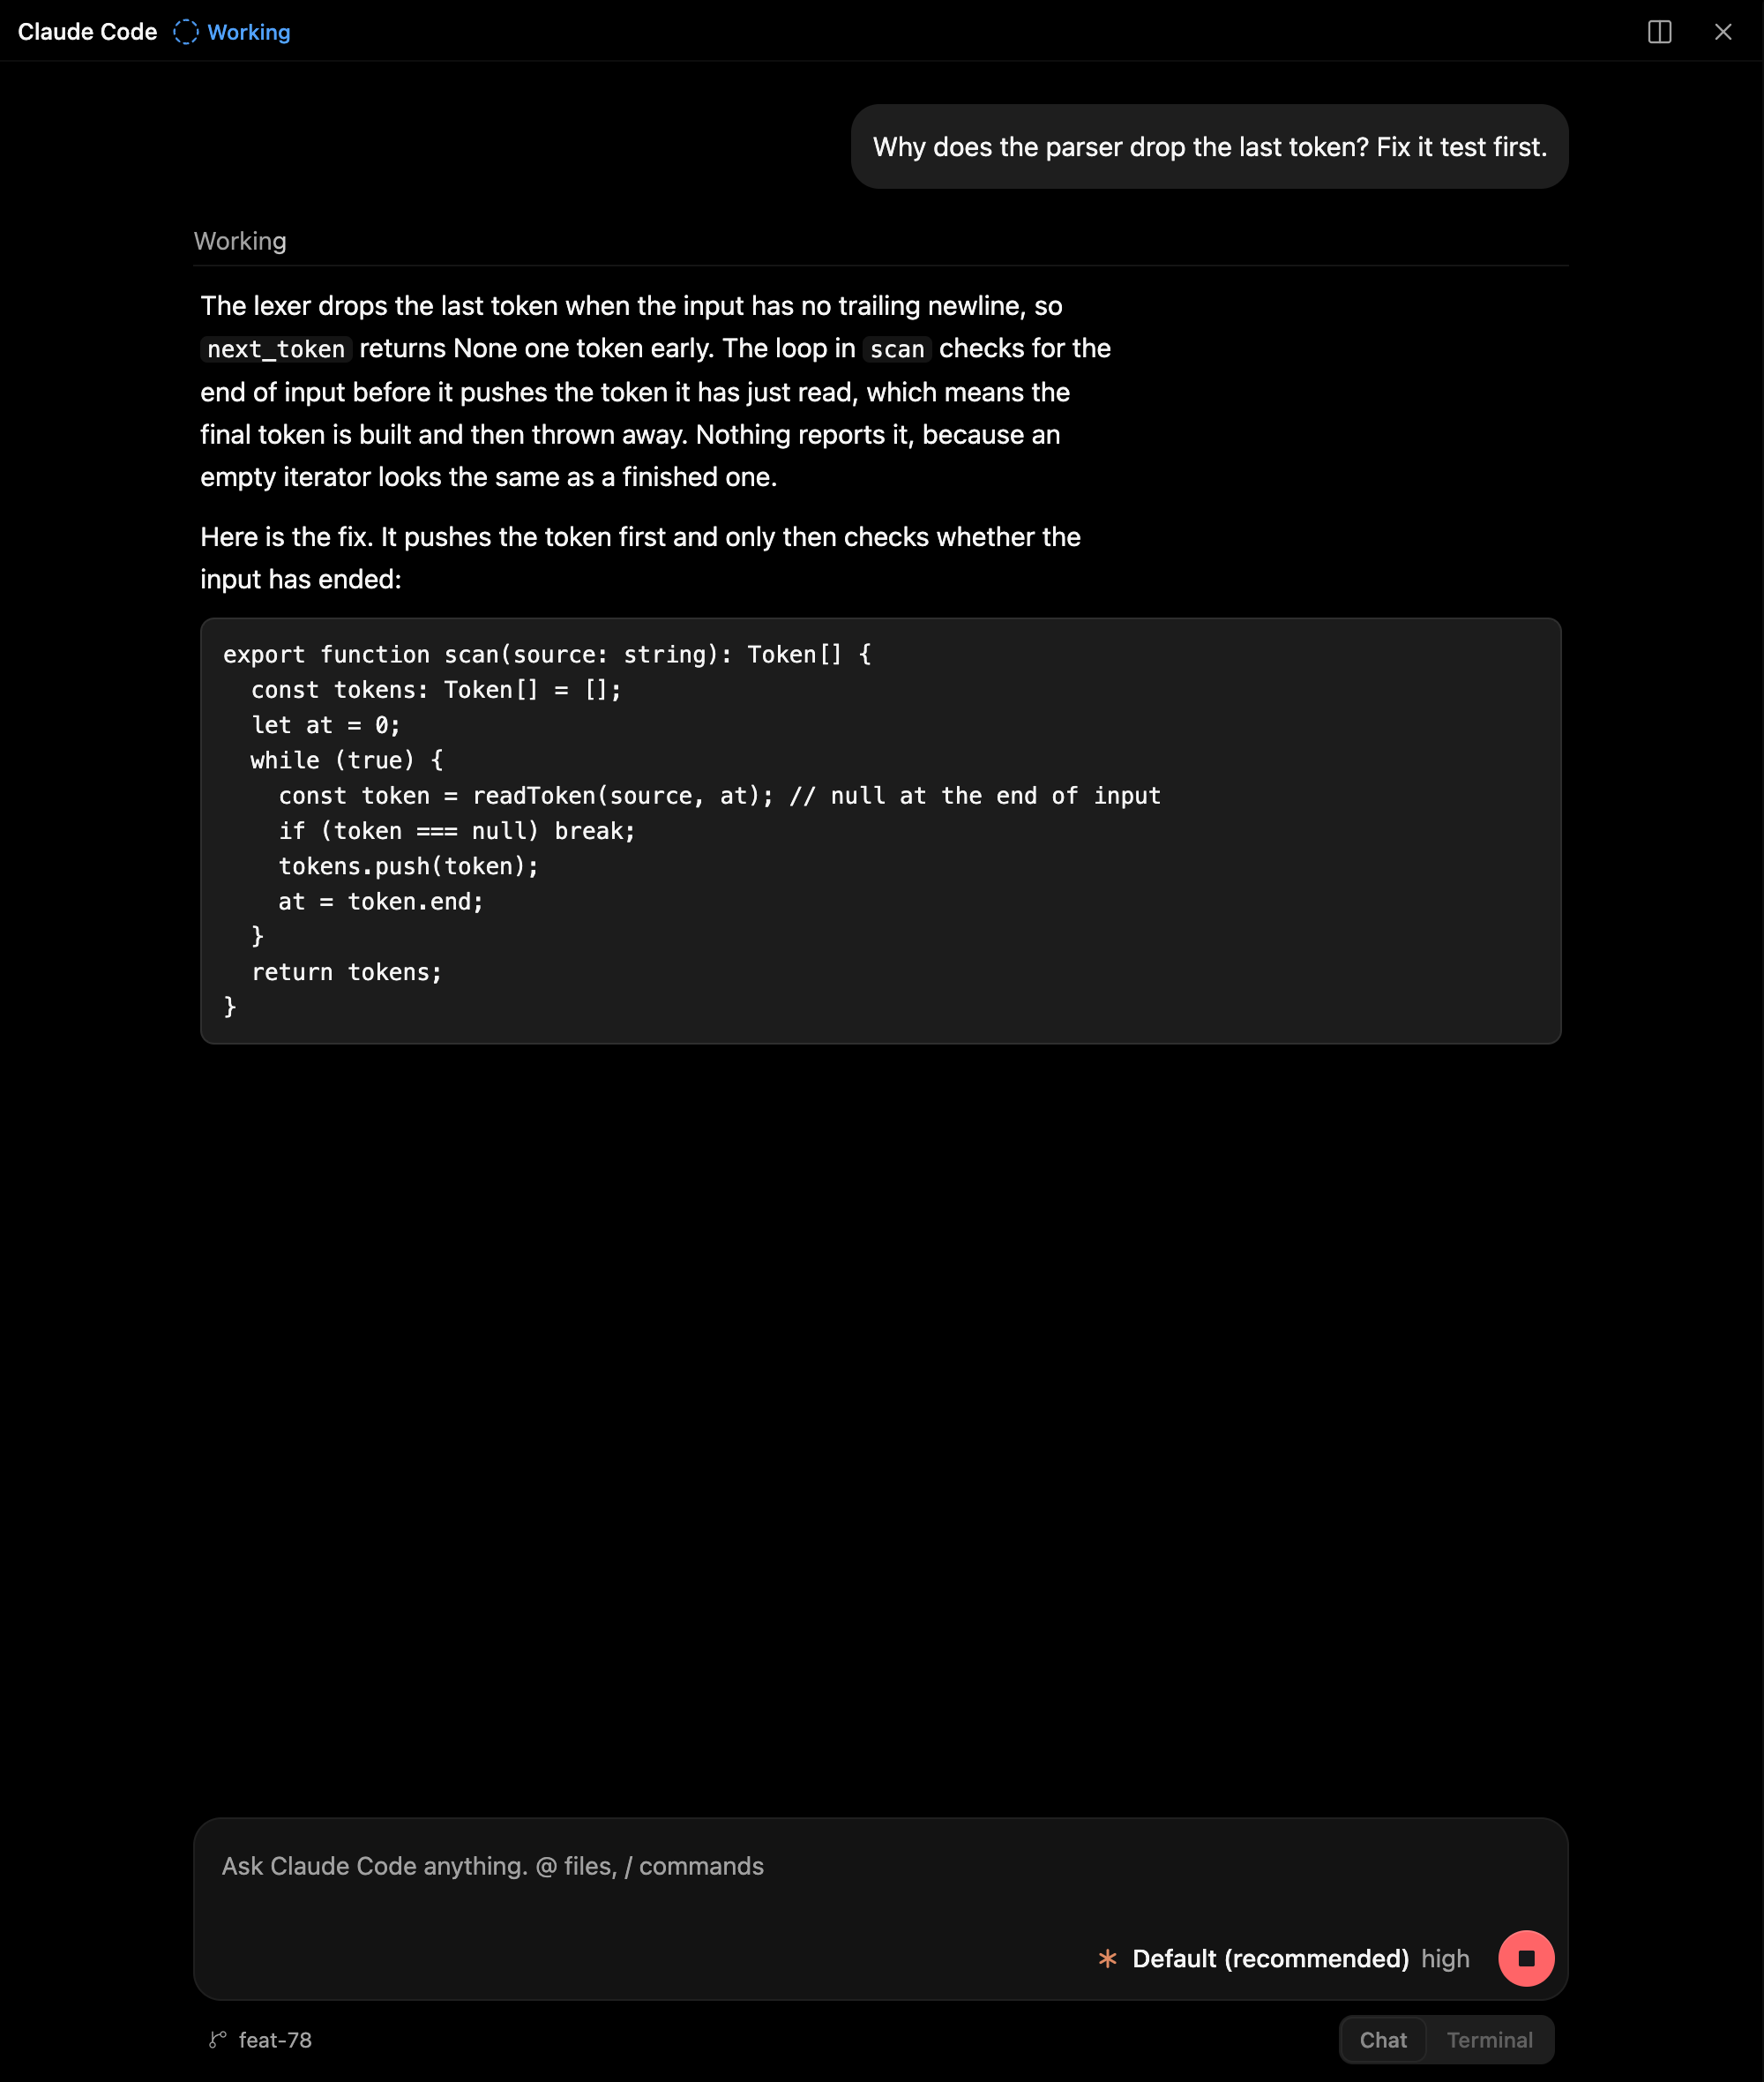 Claude Code Working
Why does the parser drop the last token? Fix it test first.
Working
The lexer drops the last token when the input has no trailing newline, so
next_token returns None one token early. The loop in scan checks for the
end of input before it pushes the token it has just read, which means the
final token is built and then thrown away. Nothing reports it, because an
empty iterator looks the same as a finished one.
Here is the fix. It pushes the token first and only then checks whether the
input has ended:
export function scan(source: string): Token[] {
  const tokens: Token[] = [];
  let at = 0;
  while (true) {
    const token = readToken(source, at); // null at the end of input
    if (token === null) break;
    tokens.push(token);
    at = token.end;
  }
  return tokens;
}
Ask Claude Code anything. @ files, / commands
Default (recommended) high
feat-78
Chat Terminal